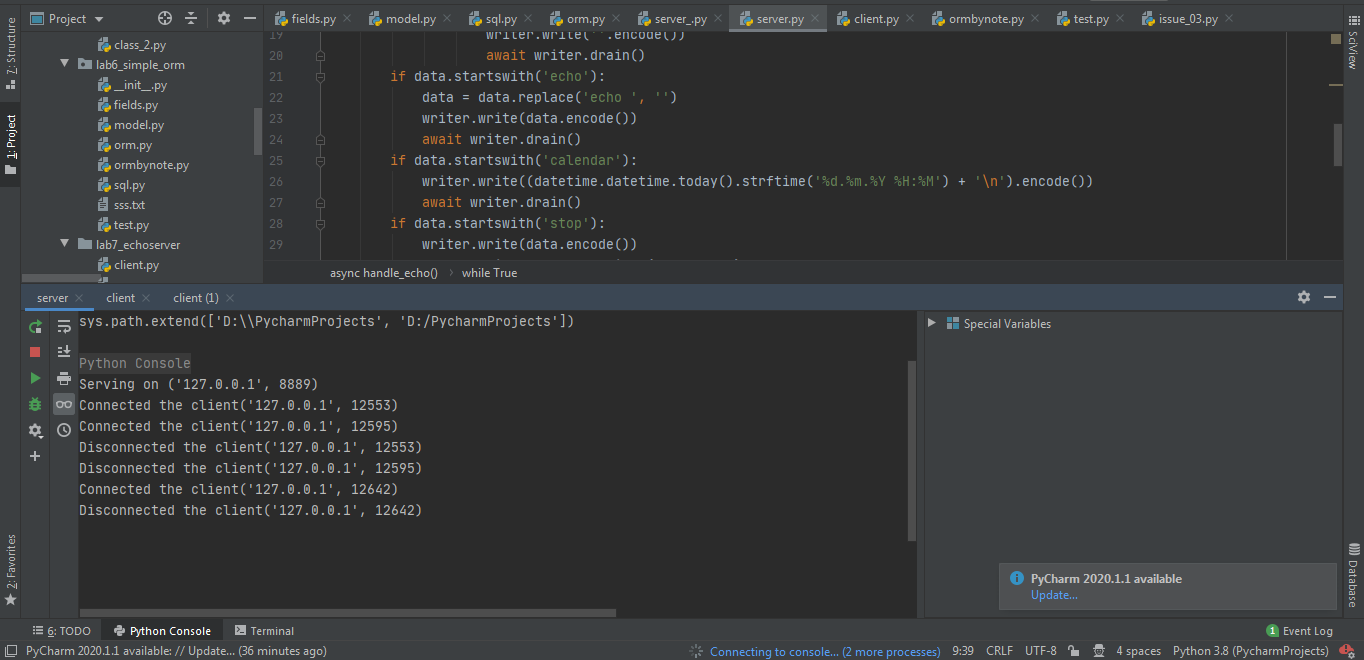 Project
fields.py
model.py
sql.py
orm.py
server_.py
server.py
client.py
ormbynote.py
test.py
issue_03.py
7: Structure
1: Project
2: Favorites
SciView
Database
class_2.py
lab6_simple_orm
__init__.py
fields.py
model.py
orm.py
ormbynote.py
sql.py
sss.txt
test.py
lab7_echoserver
client.py
19 writer.write(''.encode())
20 await writer.drain()
21 if data.startswith('echo'):
22 data = data.replace('echo ', '')
23 writer.write(data.encode())
24 await writer.drain()
25 if data.startswith('calendar'):
26 writer.write((datetime.datetime.today().strftime('%d.%m.%Y %H:%M') + '\n').encode())
27 await writer.drain()
28 if data.startswith('stop'):
29 writer.write(data.encode())
async handle_echo() › while True
server client client (1)
sys.path.extend(['D:\\PycharmProjects', 'D:/PycharmProjects'])
Python Console
Serving on ('127.0.0.1', 8889)
Connected the client('127.0.0.1', 12553)
Connected the client('127.0.0.1', 12595)
Disconnected the client('127.0.0.1', 12553)
Disconnected the client('127.0.0.1', 12595)
Connected the client('127.0.0.1', 12642)
Disconnected the client('127.0.0.1', 12642)
Special Variables
PyCharm 2020.1.1 available
Update...
6: TODO
Python Console
Terminal
1 Event Log
PyCharm 2020.1.1 available: // Update... (36 minutes ago)
Connecting to console... (2 more processes)
9:39 CRLF UTF-8 4 spaces Python 3.8 (PycharmProjects)